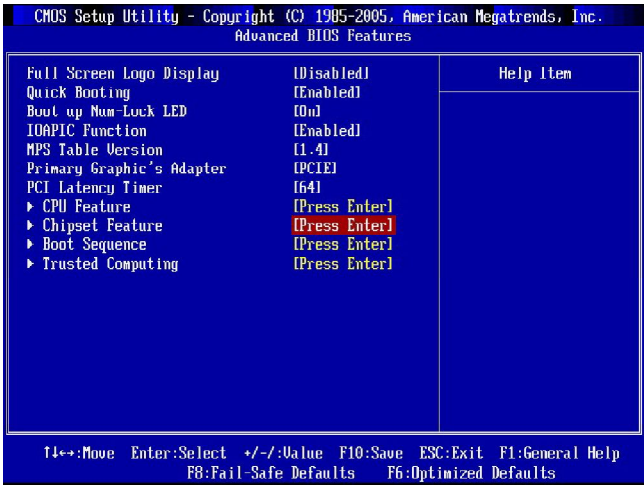 CMOS Setup Utility - Copyright (C) 1985-2005, American Megatrends, Inc.
Advanced BIOS Features
Full Screen Logo Display [Disabled]
Help Item
Quick Booting [Enabled]
Boot up Num-Lock LED [On]
IOAPIC Function [Enabled]
MPS Table Version [1.4]
Primary Graphic's Adapter [PCIE]
PCI Latency Timer [64]
▶ CPU Feature [Press Enter]
▶ Chipset Feature [Press Enter]
▶ Boot Sequence [Press Enter]
▶ Trusted Computing [Press Enter]
↑↓←→:Move Enter:Select +/-/:Value F10:Save ESC:Exit F1:General Help
F8:Fail-Safe Defaults F6:Optimized Defaults